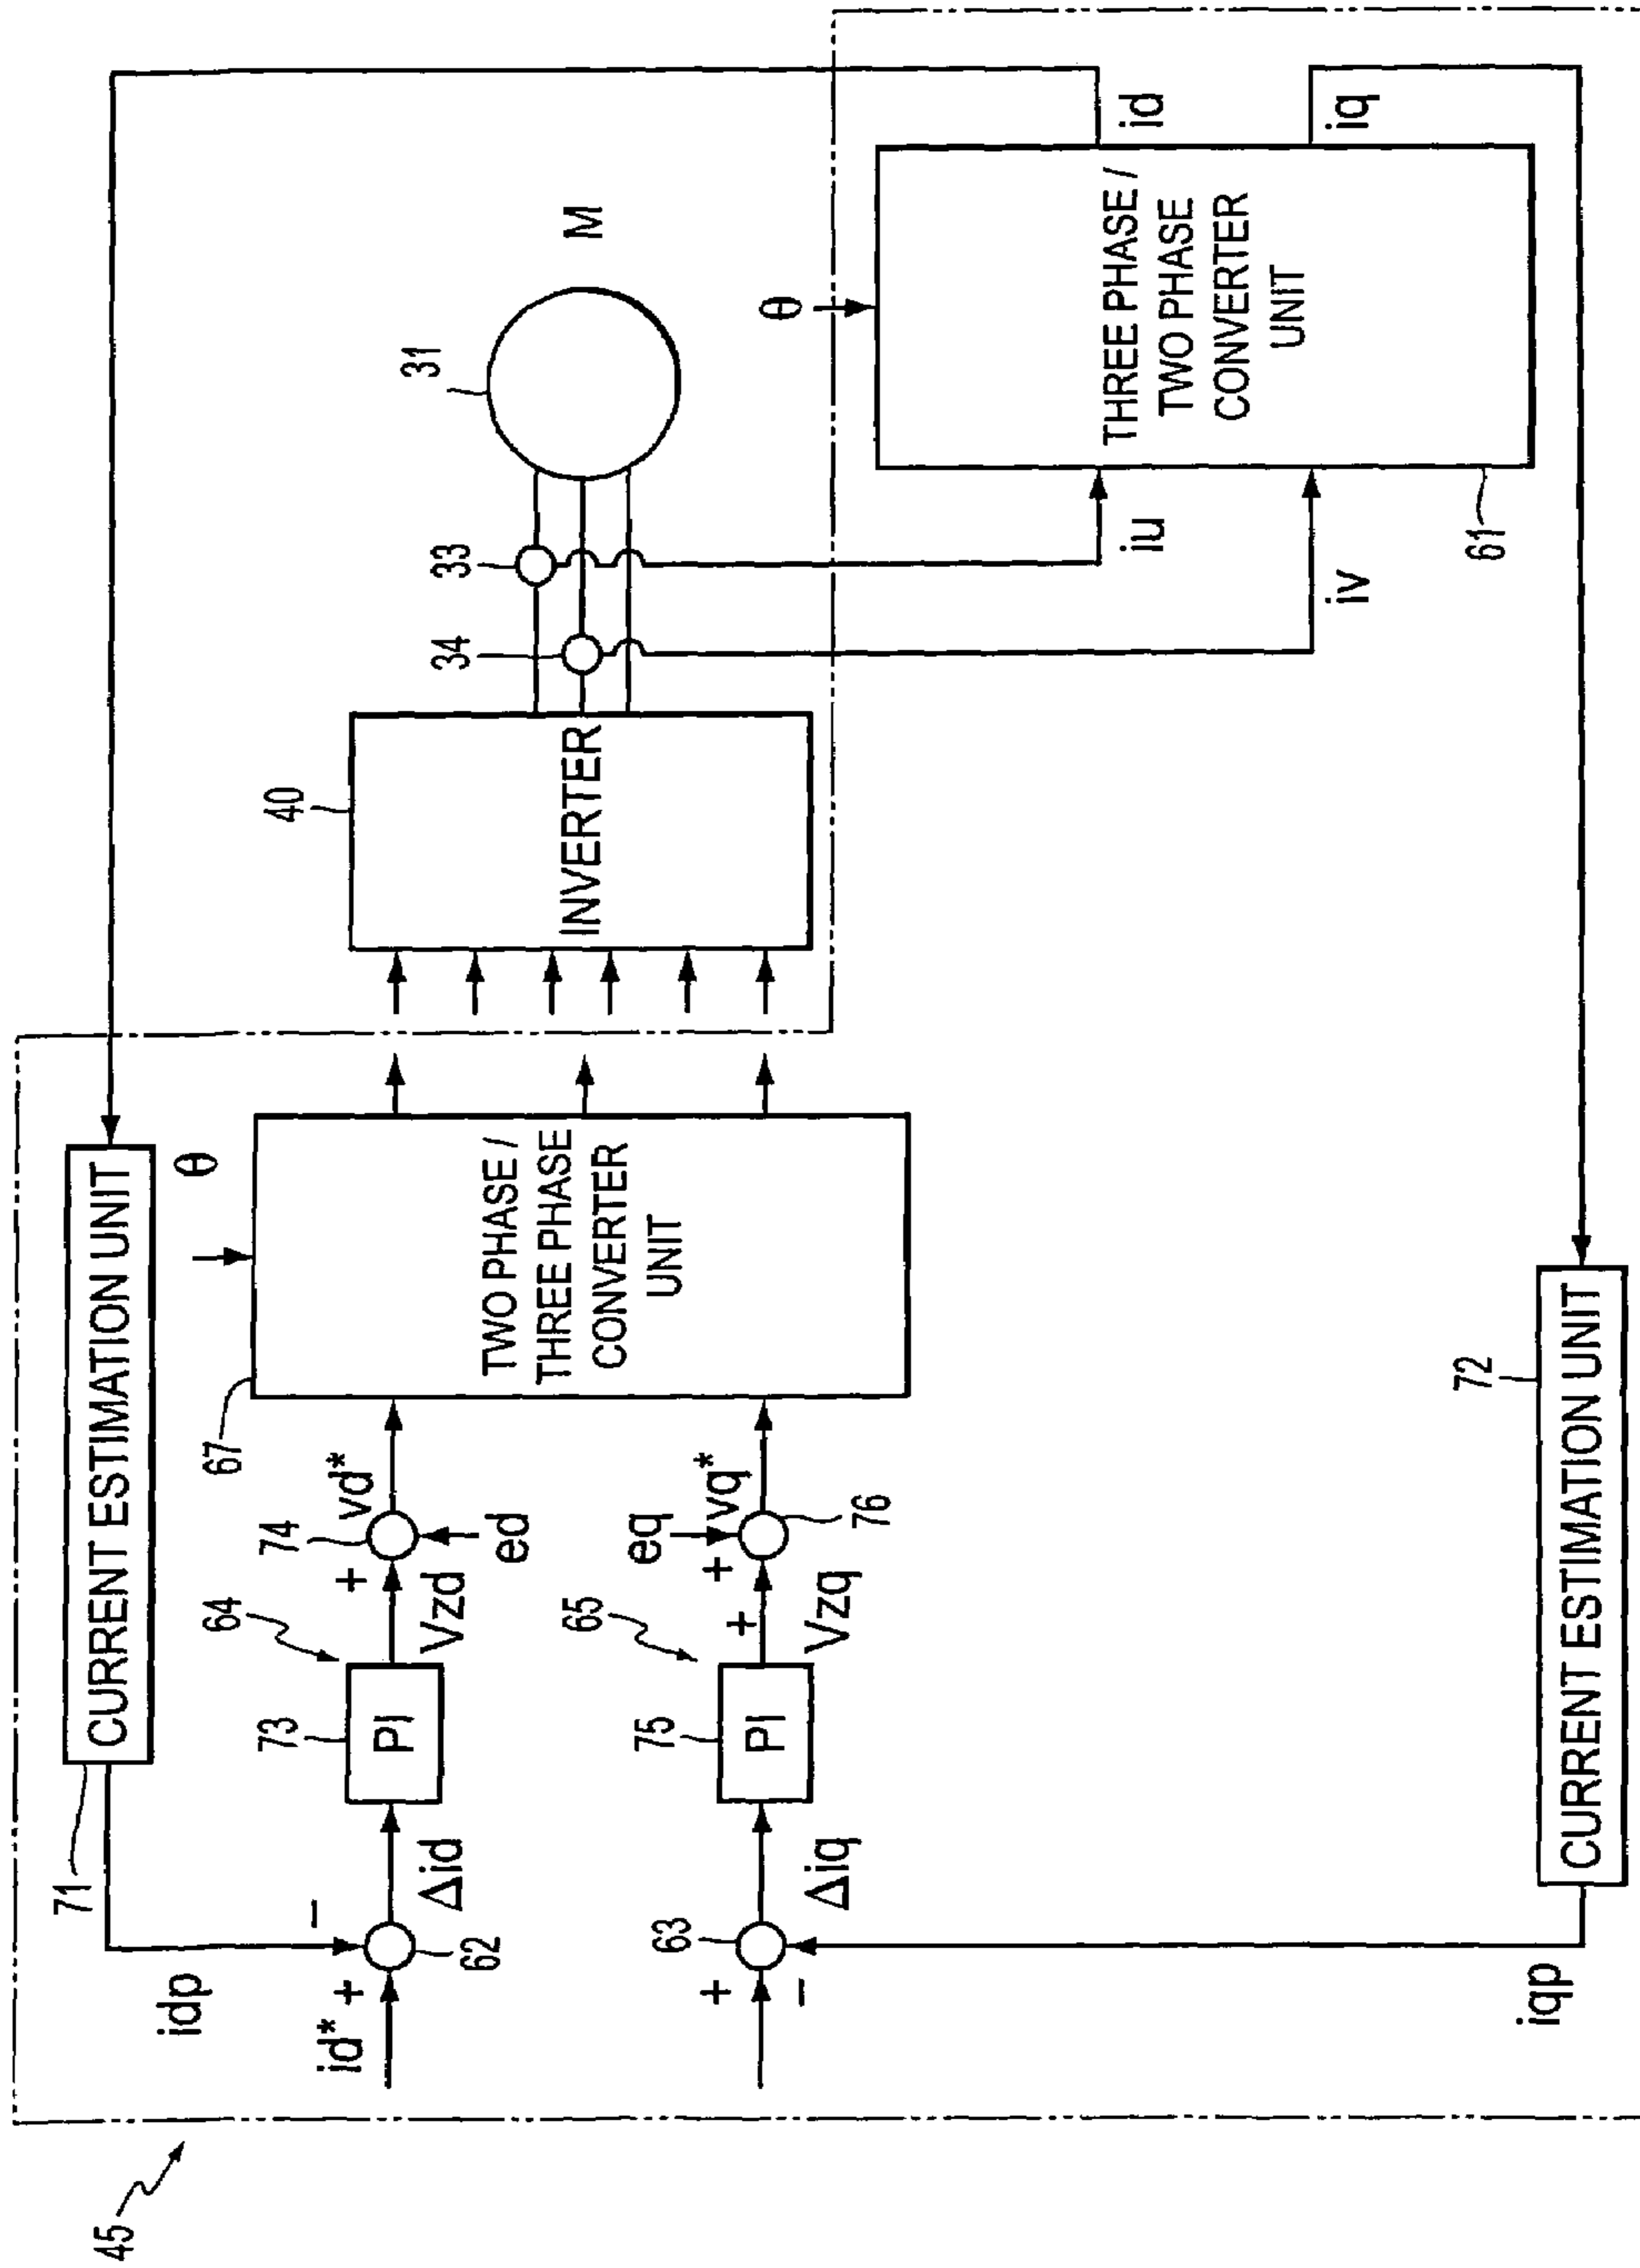 45
71
CURRENT ESTIMATION UNIT
idp
id*
+
−
62
Δid
73
PI
64
Vzd
+
74
vd*
ed
67
θ
TWO PHASE /
THREE PHASE
CONVERTER
UNIT
+
−
63
Δiq
75
PI
65
Vzq
+
+
eq
vq*
76
40
INVERTER
34
33
31
M
iu
iv
θ
THREE PHASE /
TWO PHASE
CONVERTER
UNIT
61
id
iq
72
CURRENT ESTIMATION UNIT
iqp